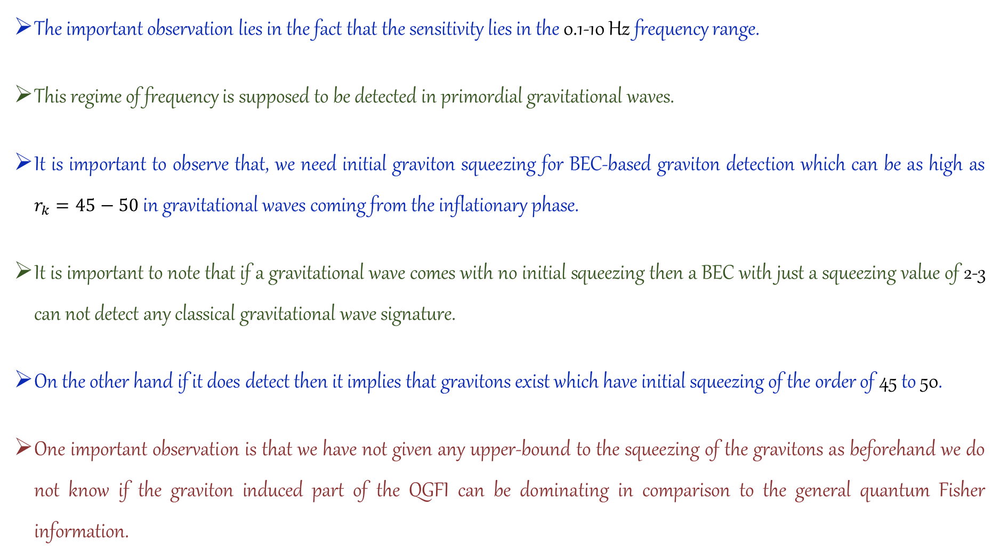 ➢The important observation lies in the fact that the sensitivity lies in the 0.1-10 Hz frequency range.
➢This regime of frequency is supposed to be detected in primordial gravitational waves.
➢It is important to observe that, we need initial graviton squeezing for BEC-based graviton detection which can be as high as
r_k = 45 − 50 in gravitational waves coming from the inflationary phase.
➢It is important to note that if a gravitational wave comes with no initial squeezing then a BEC with just a squeezing value of 2-3
can not detect any classical gravitational wave signature.
➢On the other hand if it does detect then it implies that gravitons exist which have initial squeezing of the order of 45 to 50.
➢One important observation is that we have not given any upper-bound to the squeezing of the gravitons as beforehand we do
not know if the graviton induced part of the QGFI can be dominating in comparison to the general quantum Fisher
information.